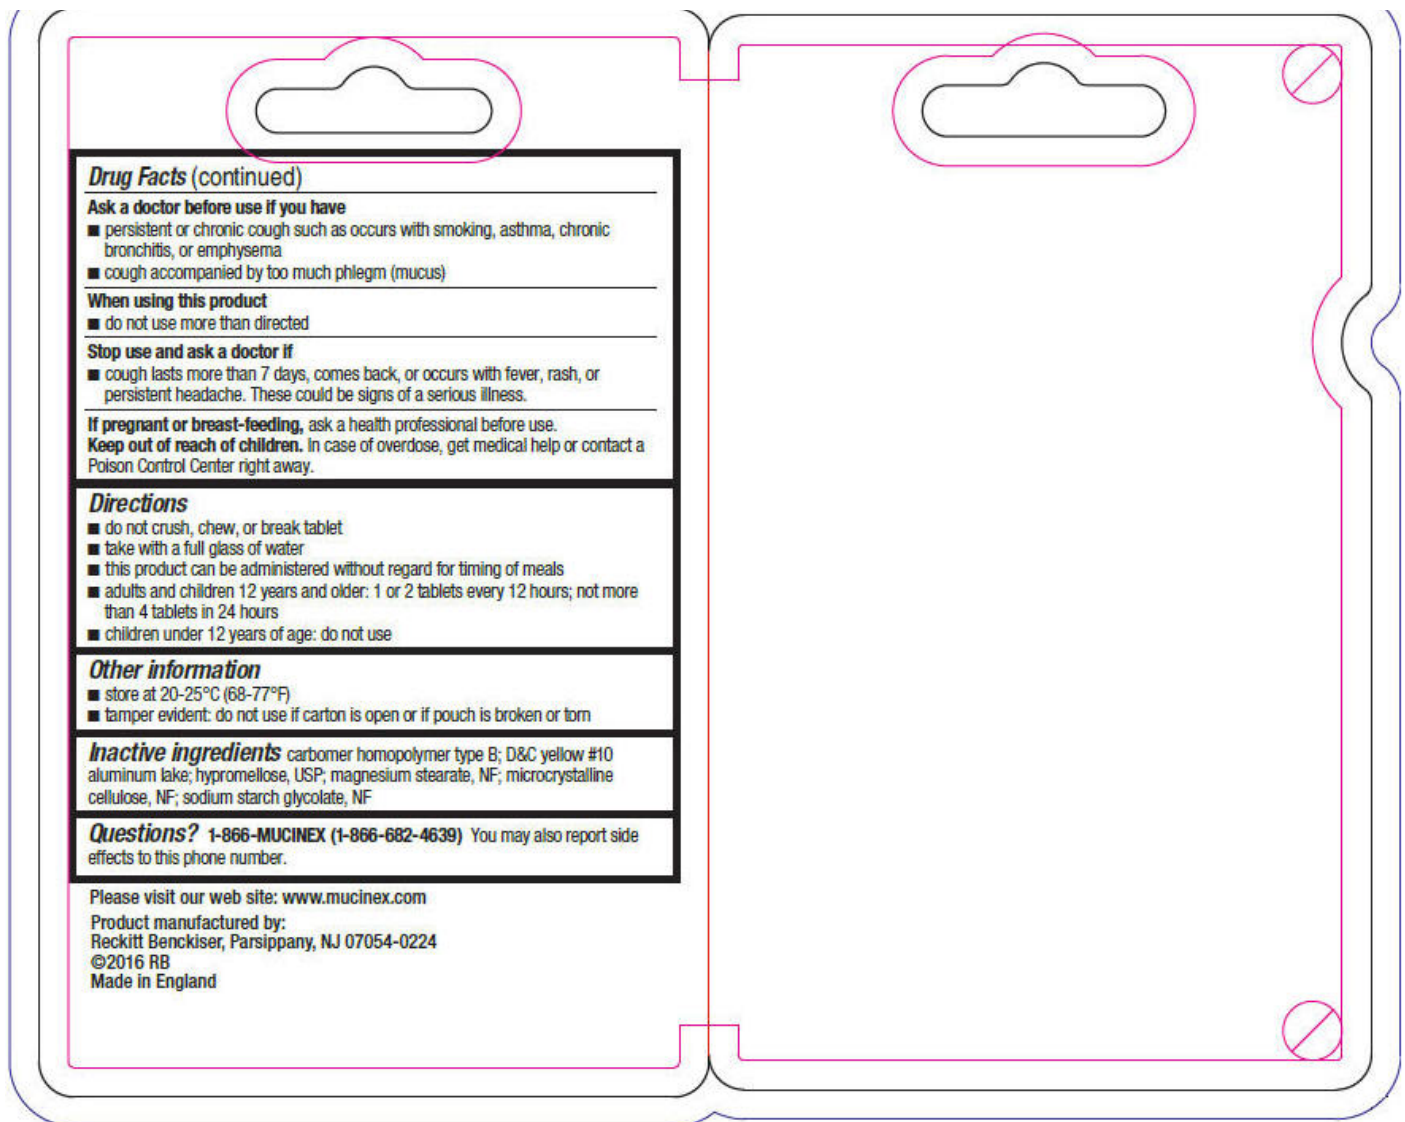 Drug Facts (continued)
Ask a doctor before use if you have
■ persistent or chronic cough such as occurs with smoking, asthma, chronic
bronchitis, or emphysema
■ cough accompanied by too much phlegm (mucus)
When using this product
■ do not use more than directed
Stop use and ask a doctor if
■ cough lasts more than 7 days, comes back, or occurs with fever, rash, or
persistent headache. These could be signs of a serious illness.
If pregnant or breast-feeding, ask a health professional before use.
Keep out of reach of children. In case of overdose, get medical help or contact a
Poison Control Center right away.
Directions
■ do not crush, chew, or break tablet
■ take with a full glass of water
■ this product can be administered without regard for timing of meals
■ adults and children 12 years and older: 1 or 2 tablets every 12 hours; not more
than 4 tablets in 24 hours
■ children under 12 years of age: do not use
Other information
■ store at 20-25°C (68-77°F)
■ tamper evident: do not use if carton is open or if pouch is broken or torn
Inactive ingredients carbomer homopolymer type B; D&C yellow #10
aluminum lake; hypromellose, USP; magnesium stearate, NF; microcrystalline
cellulose, NF; sodium starch glycolate, NF
Questions? 1-866-MUCINEX (1-866-682-4639) You may also report side
effects to this phone number.
Please visit our web site: www.mucinex.com
Product manufactured by:
Reckitt Benckiser, Parsippany, NJ 07054-0224
©2016 RB
Made in England